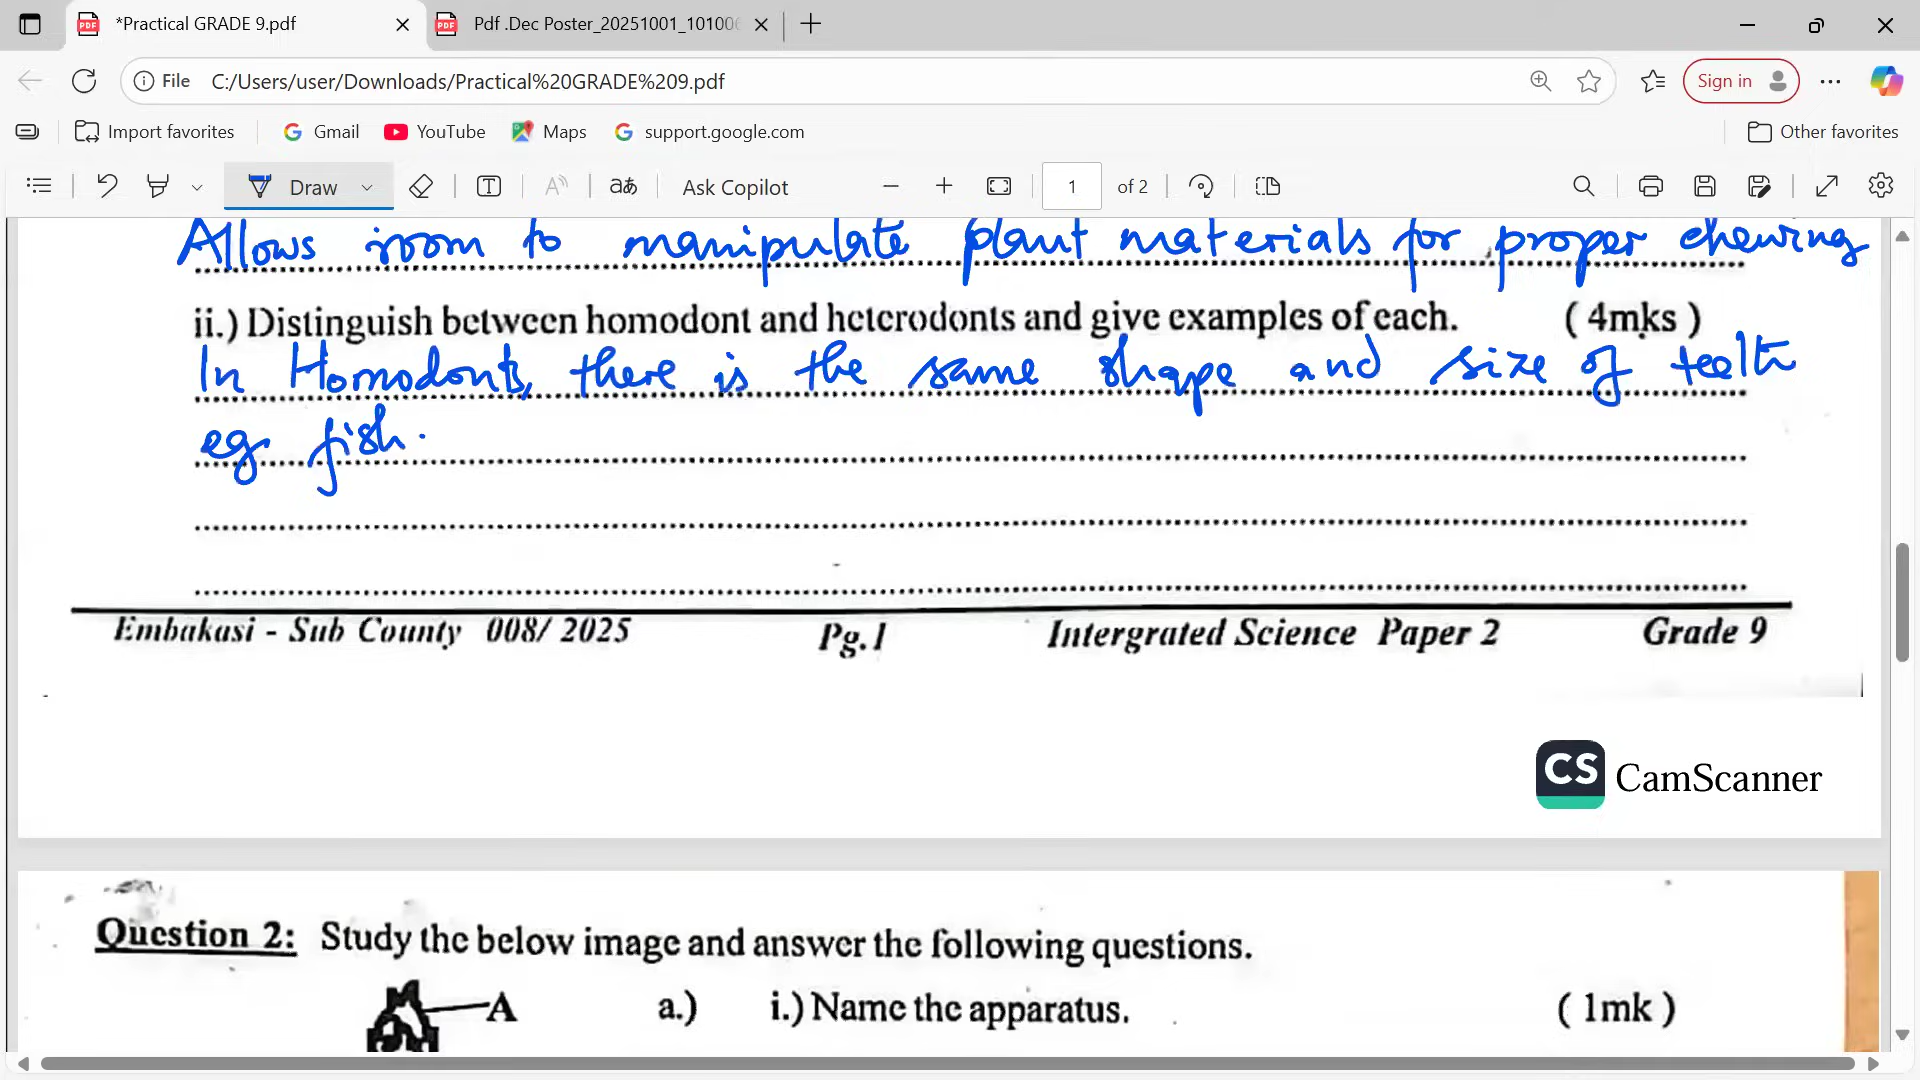 *Practical GRADE 9.pdf
Pdf .Dec Poster_20251001_10100
File C:/Users/user/Downloads/Practical%20GRADE%209.pdf
Sign in
Import favorites Gmail YouTube Maps support.google.com Other favorites
Draw Ask Copilot 1 of 2
Allows room to manipulate plant materials for proper chewing
ii.) Distinguish between homodont and heterodonts and give examples of each. ( 4mks )
In Homodonts, there is the same shape and size of teeth
eg fish.
Embakasi - Sub County 008/ 2025 Pg.1 Intergrated Science Paper 2 Grade 9
CS CamScanner
Question 2: Study the below image and answer the following questions.
A a.) i.) Name the apparatus. ( 1mk )